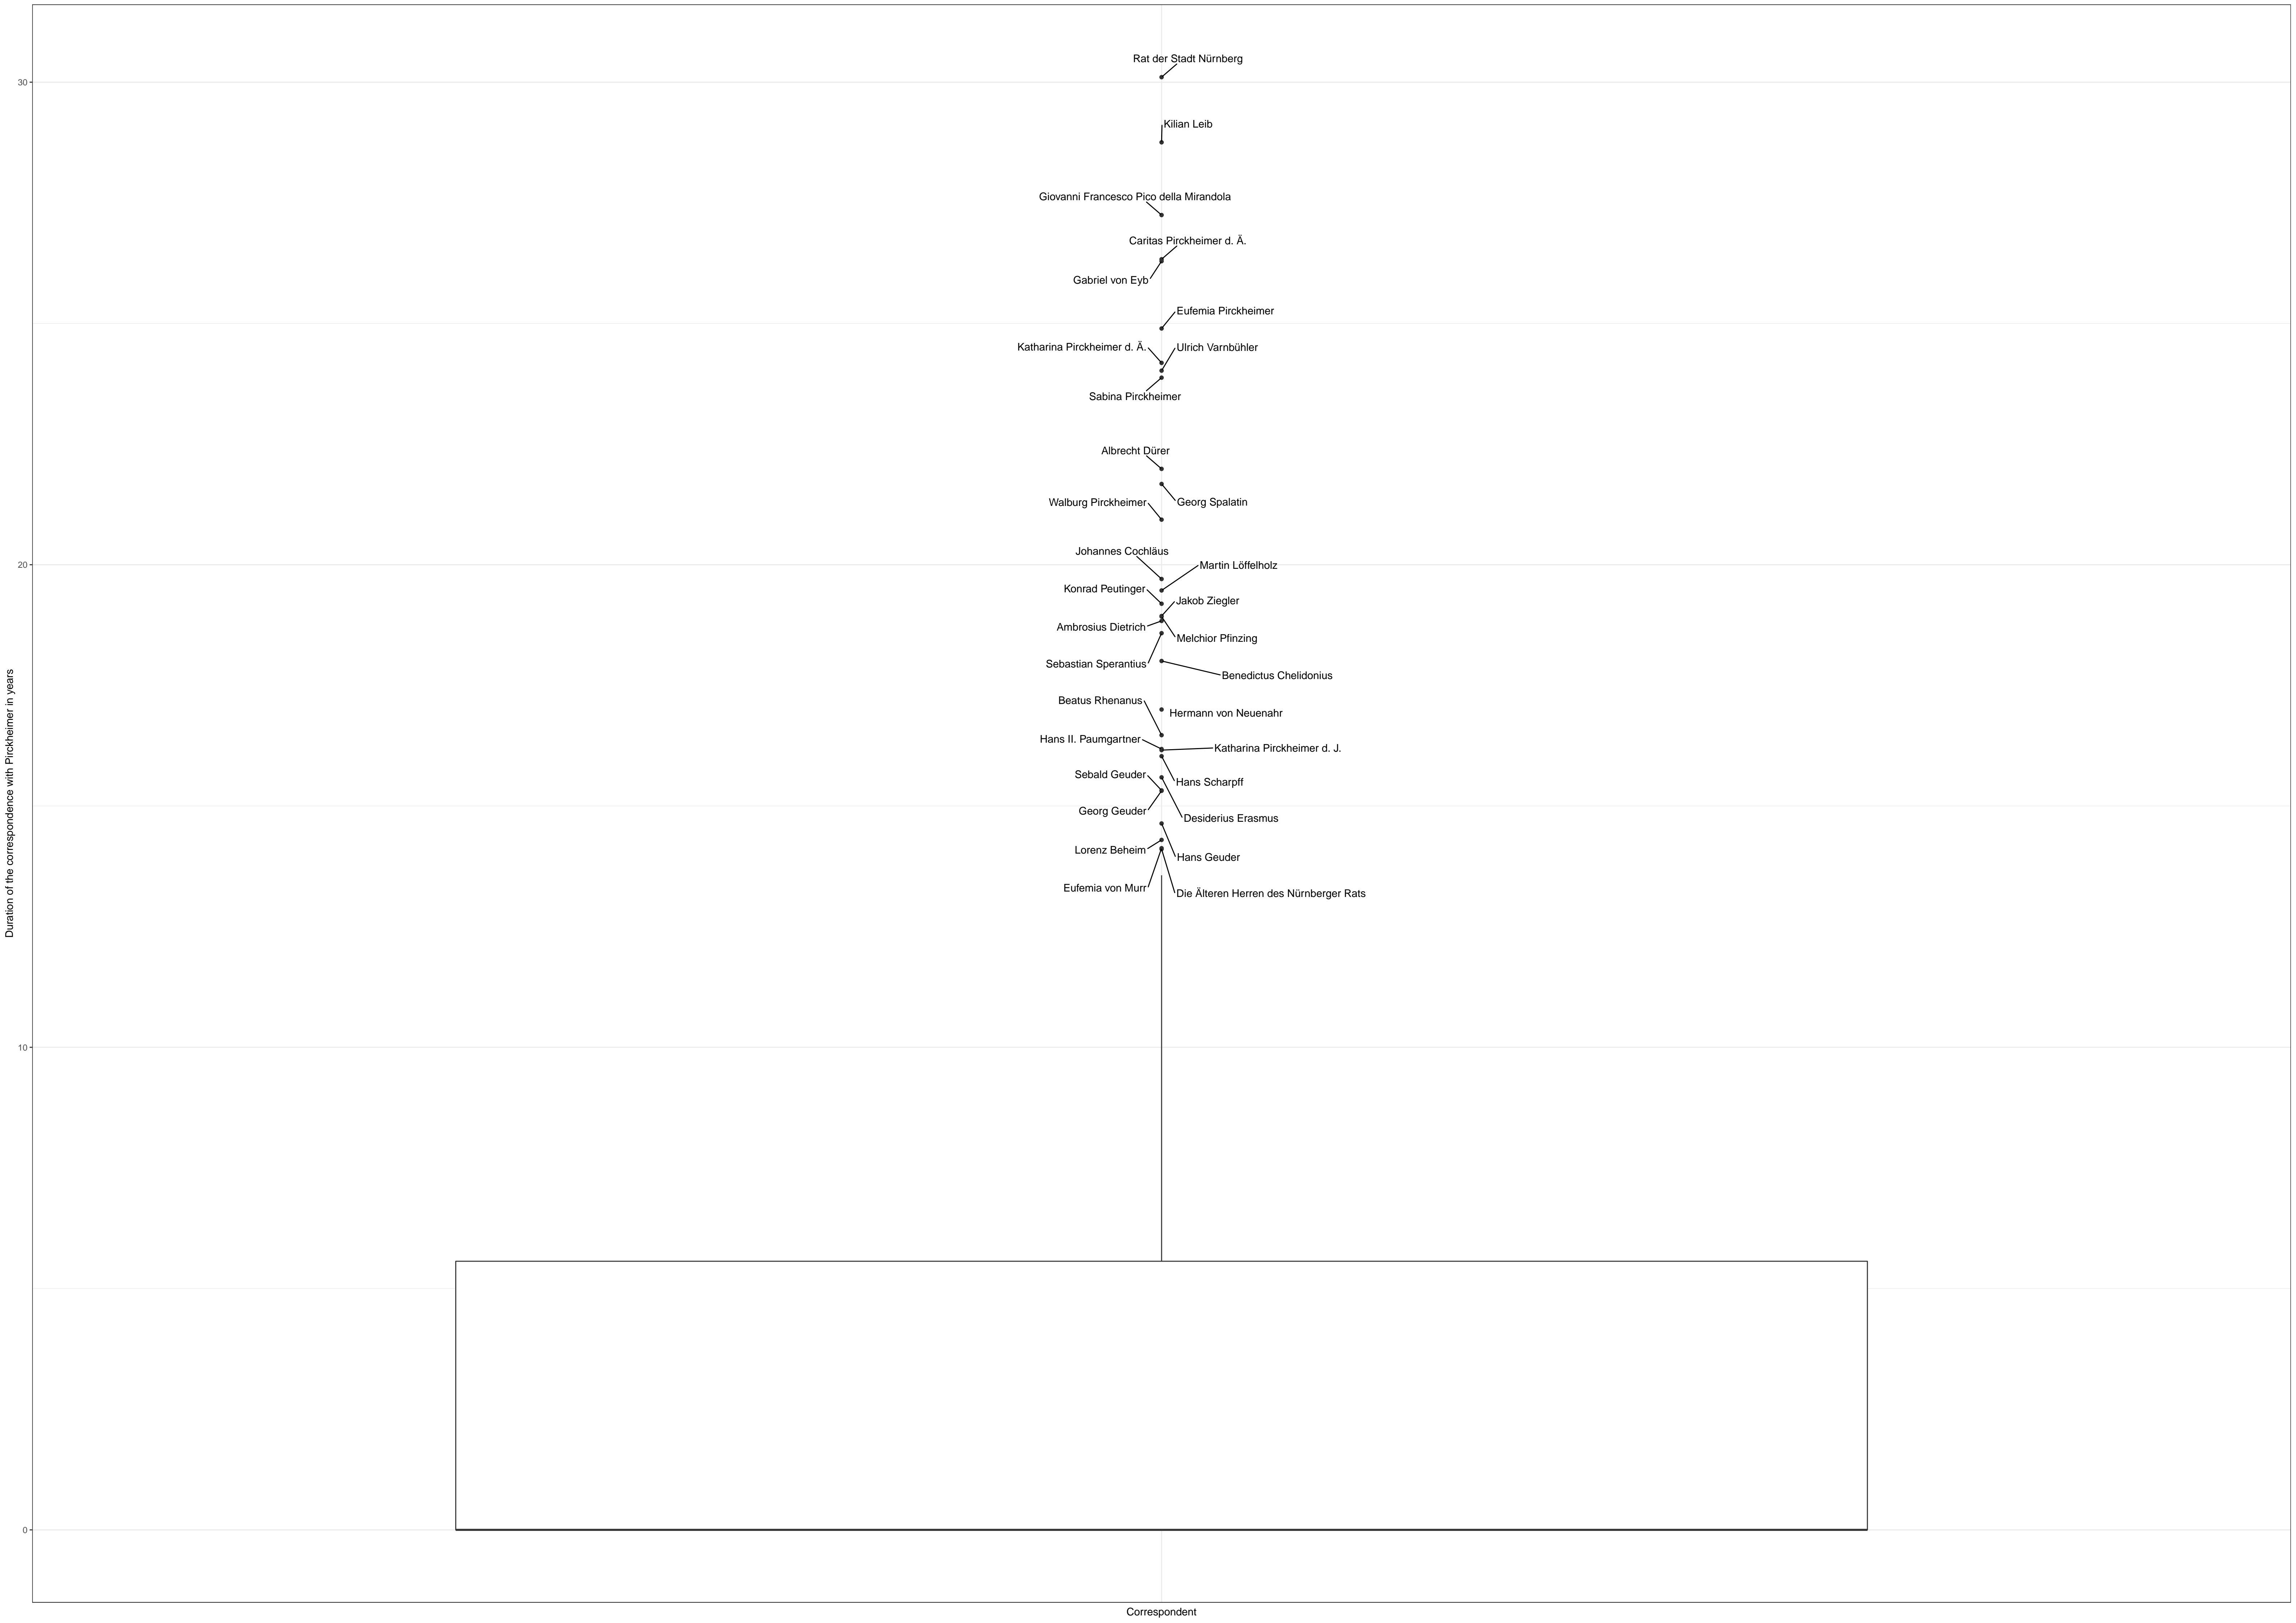 Rat der Stadt Nürnberg
30
Kilian Leib
Giovanni Francesco Pico della Mirandola
Caritas Pirckheimer d. Ä.
Gabriel von Eyb
Eufemia Pirckheimer
Katharina Pirckheimer d. Ä.
Ulrich Varnbühler
Sabina Pirckheimer
Albrecht Dürer
Georg Spalatin
Walburg Pirckheimer
Johannes Cochläus
20
Martin Löffelholz
Konrad Peutinger
Jakob Ziegler
Ambrosius Dietrich
Melchior Pfinzing
Sebastian Sperantius
Benedictus Chelidonius
Beatus Rhenanus
Hermann von Neuenahr
Hans II. Paumgartner
Katharina Pirckheimer d. J.
Sebald Geuder
Hans Scharpff
Georg Geuder
Desiderius Erasmus
Lorenz Beheim
Hans Geuder
Eufemia von Murr
Die Älteren Herren des Nürnberger Rats
Duration of the correspondence with Pirckheimer in years
10
0
Correspondent